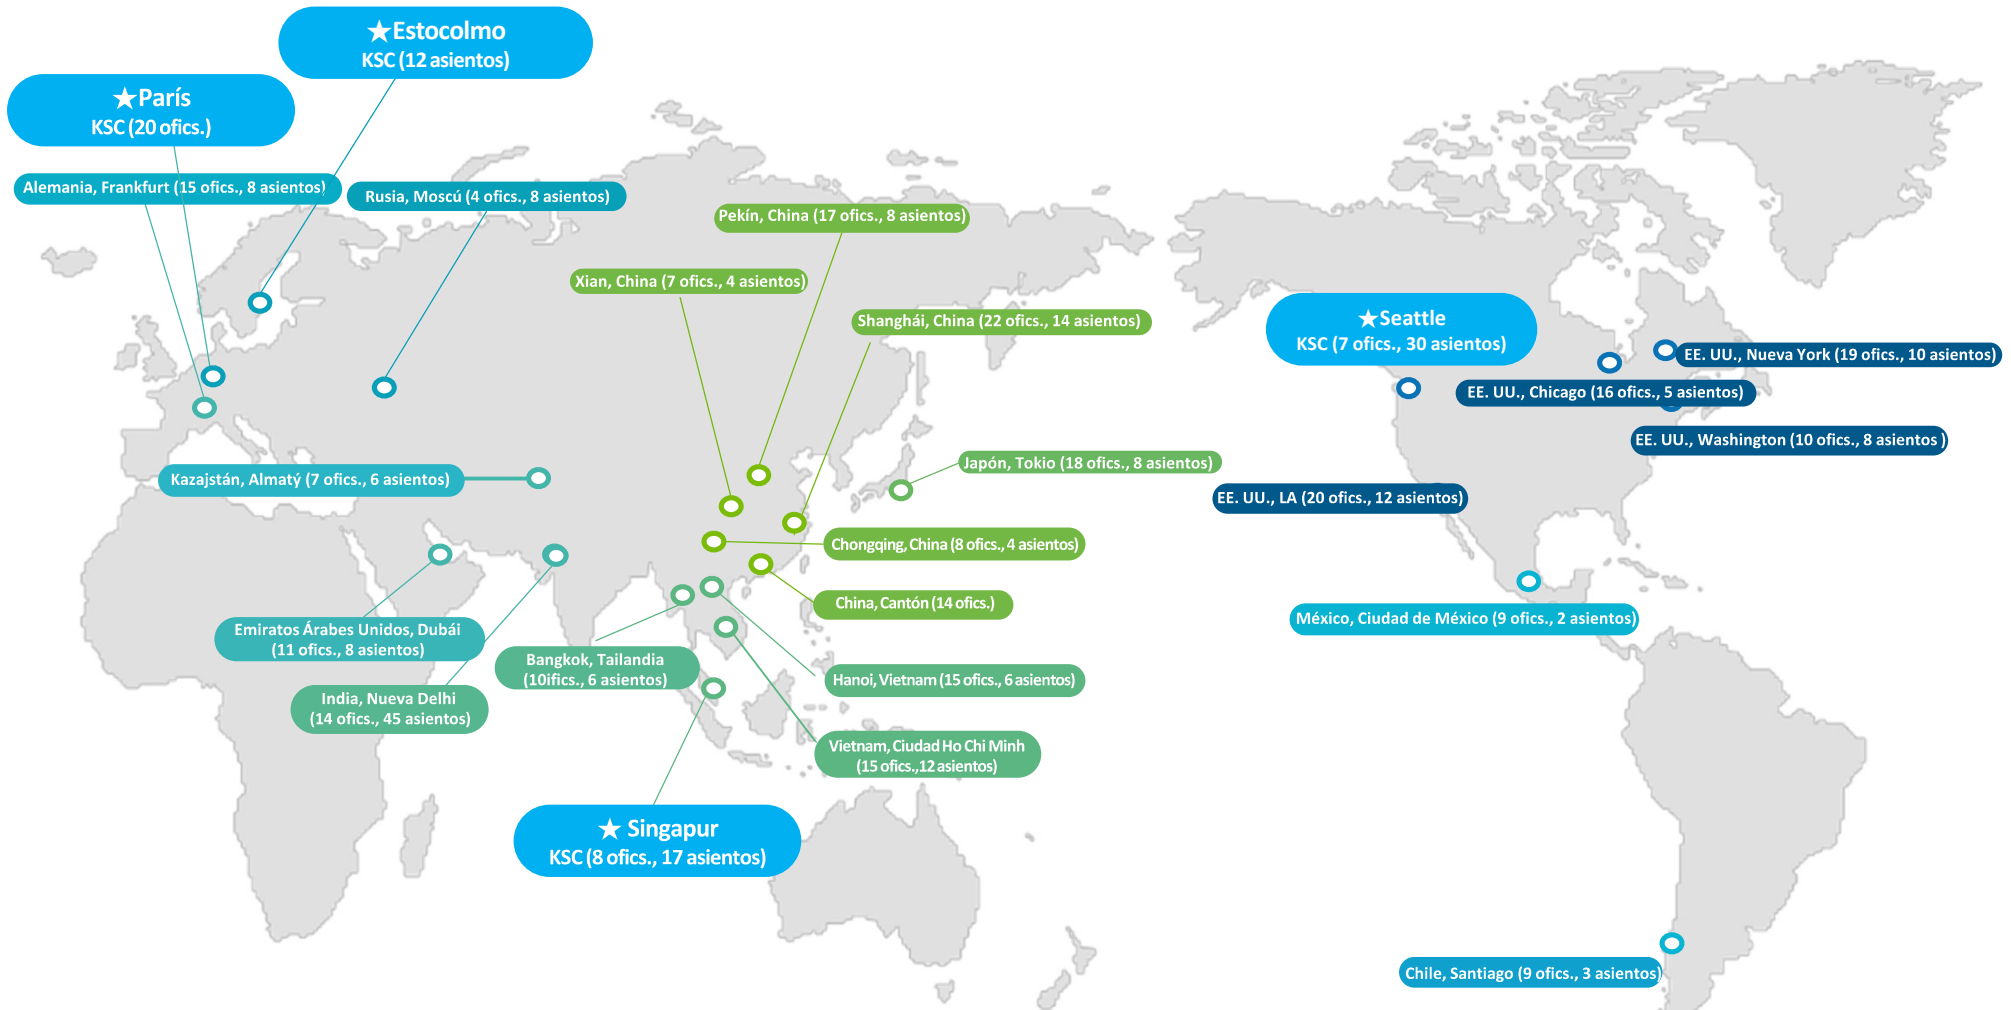 ★Estocolmo
KSC (12 asientos)
★París
KSC (20 ofics.)
Alemania, Frankfurt (15 ofics., 8 asientos)
Rusia, Moscú (4 ofics., 8 asientos)
Pekín, China (17 ofics., 8 asientos)
Xian, China (7 ofics., 4 asientos)
Shanghái, China (22 ofics., 14 asientos)
★Seattle
KSC (7 ofics., 30 asientos)
EE. UU., Nueva York (19 ofics., 10 asientos)
EE. UU., Chicago (16 ofics., 5 asientos)
EE. UU., Washington (10 ofics., 8 asientos )
Japón, Tokio (18 ofics., 8 asientos)
Kazajstán, Almatý (7 ofics., 6 asientos)
EE. UU., LA (20 ofics., 12 asientos)
Chongqing, China (8 ofics., 4 asientos)
China, Cantón (14 ofics.)
México, Ciudad de México (9 ofics., 2 asientos)
Emiratos Árabes Unidos, Dubái
(11 ofics., 8 asientos)
Bangkok, Tailandia
(10ifics., 6 asientos)
Hanoi, Vietnam (15 ofics., 6 asientos)
India, Nueva Delhi
(14 ofics., 45 asientos)
Vietnam, Ciudad Ho Chi Minh
(15 ofics.,12 asientos)
★ Singapur
KSC (8 ofics., 17 asientos)
Chile, Santiago (9 ofics., 3 asientos)